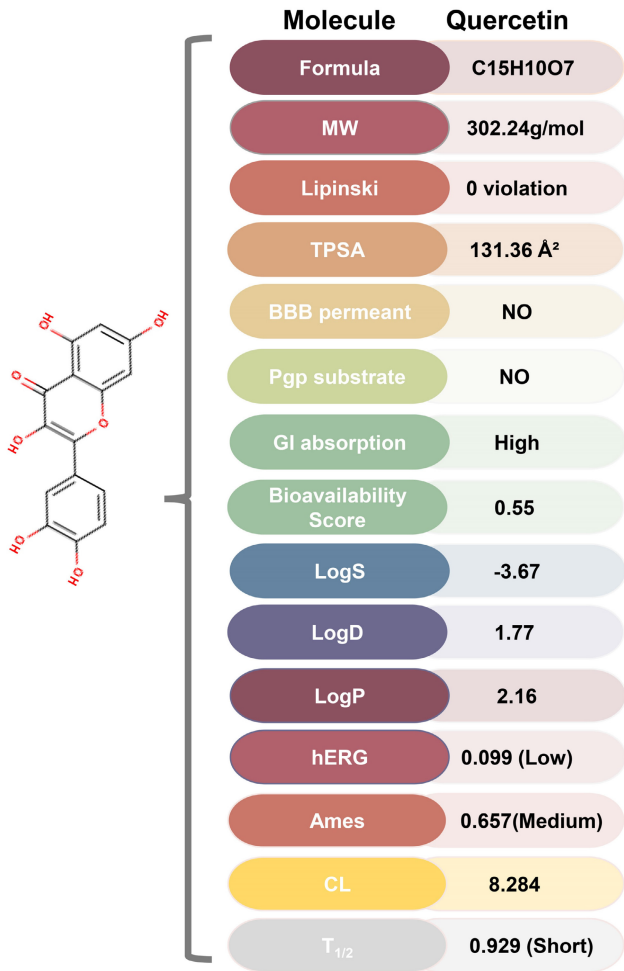 Molecule Quercetin
Formula C15H10O7
MW 302.24g/mol
Lipinski 0 violation
TPSA 131.36 Å²
BBB permeant NO
Pgp substrate NO
GI absorption High
Bioavailability
Score 0.55
LogS -3.67
LogD 1.77
LogP 2.16
hERG 0.099 (Low)
Ames 0.657(Medium)
CL 8.284
T1/2 0.929 (Short)
OH
HO
O
O
HO
HO
OH